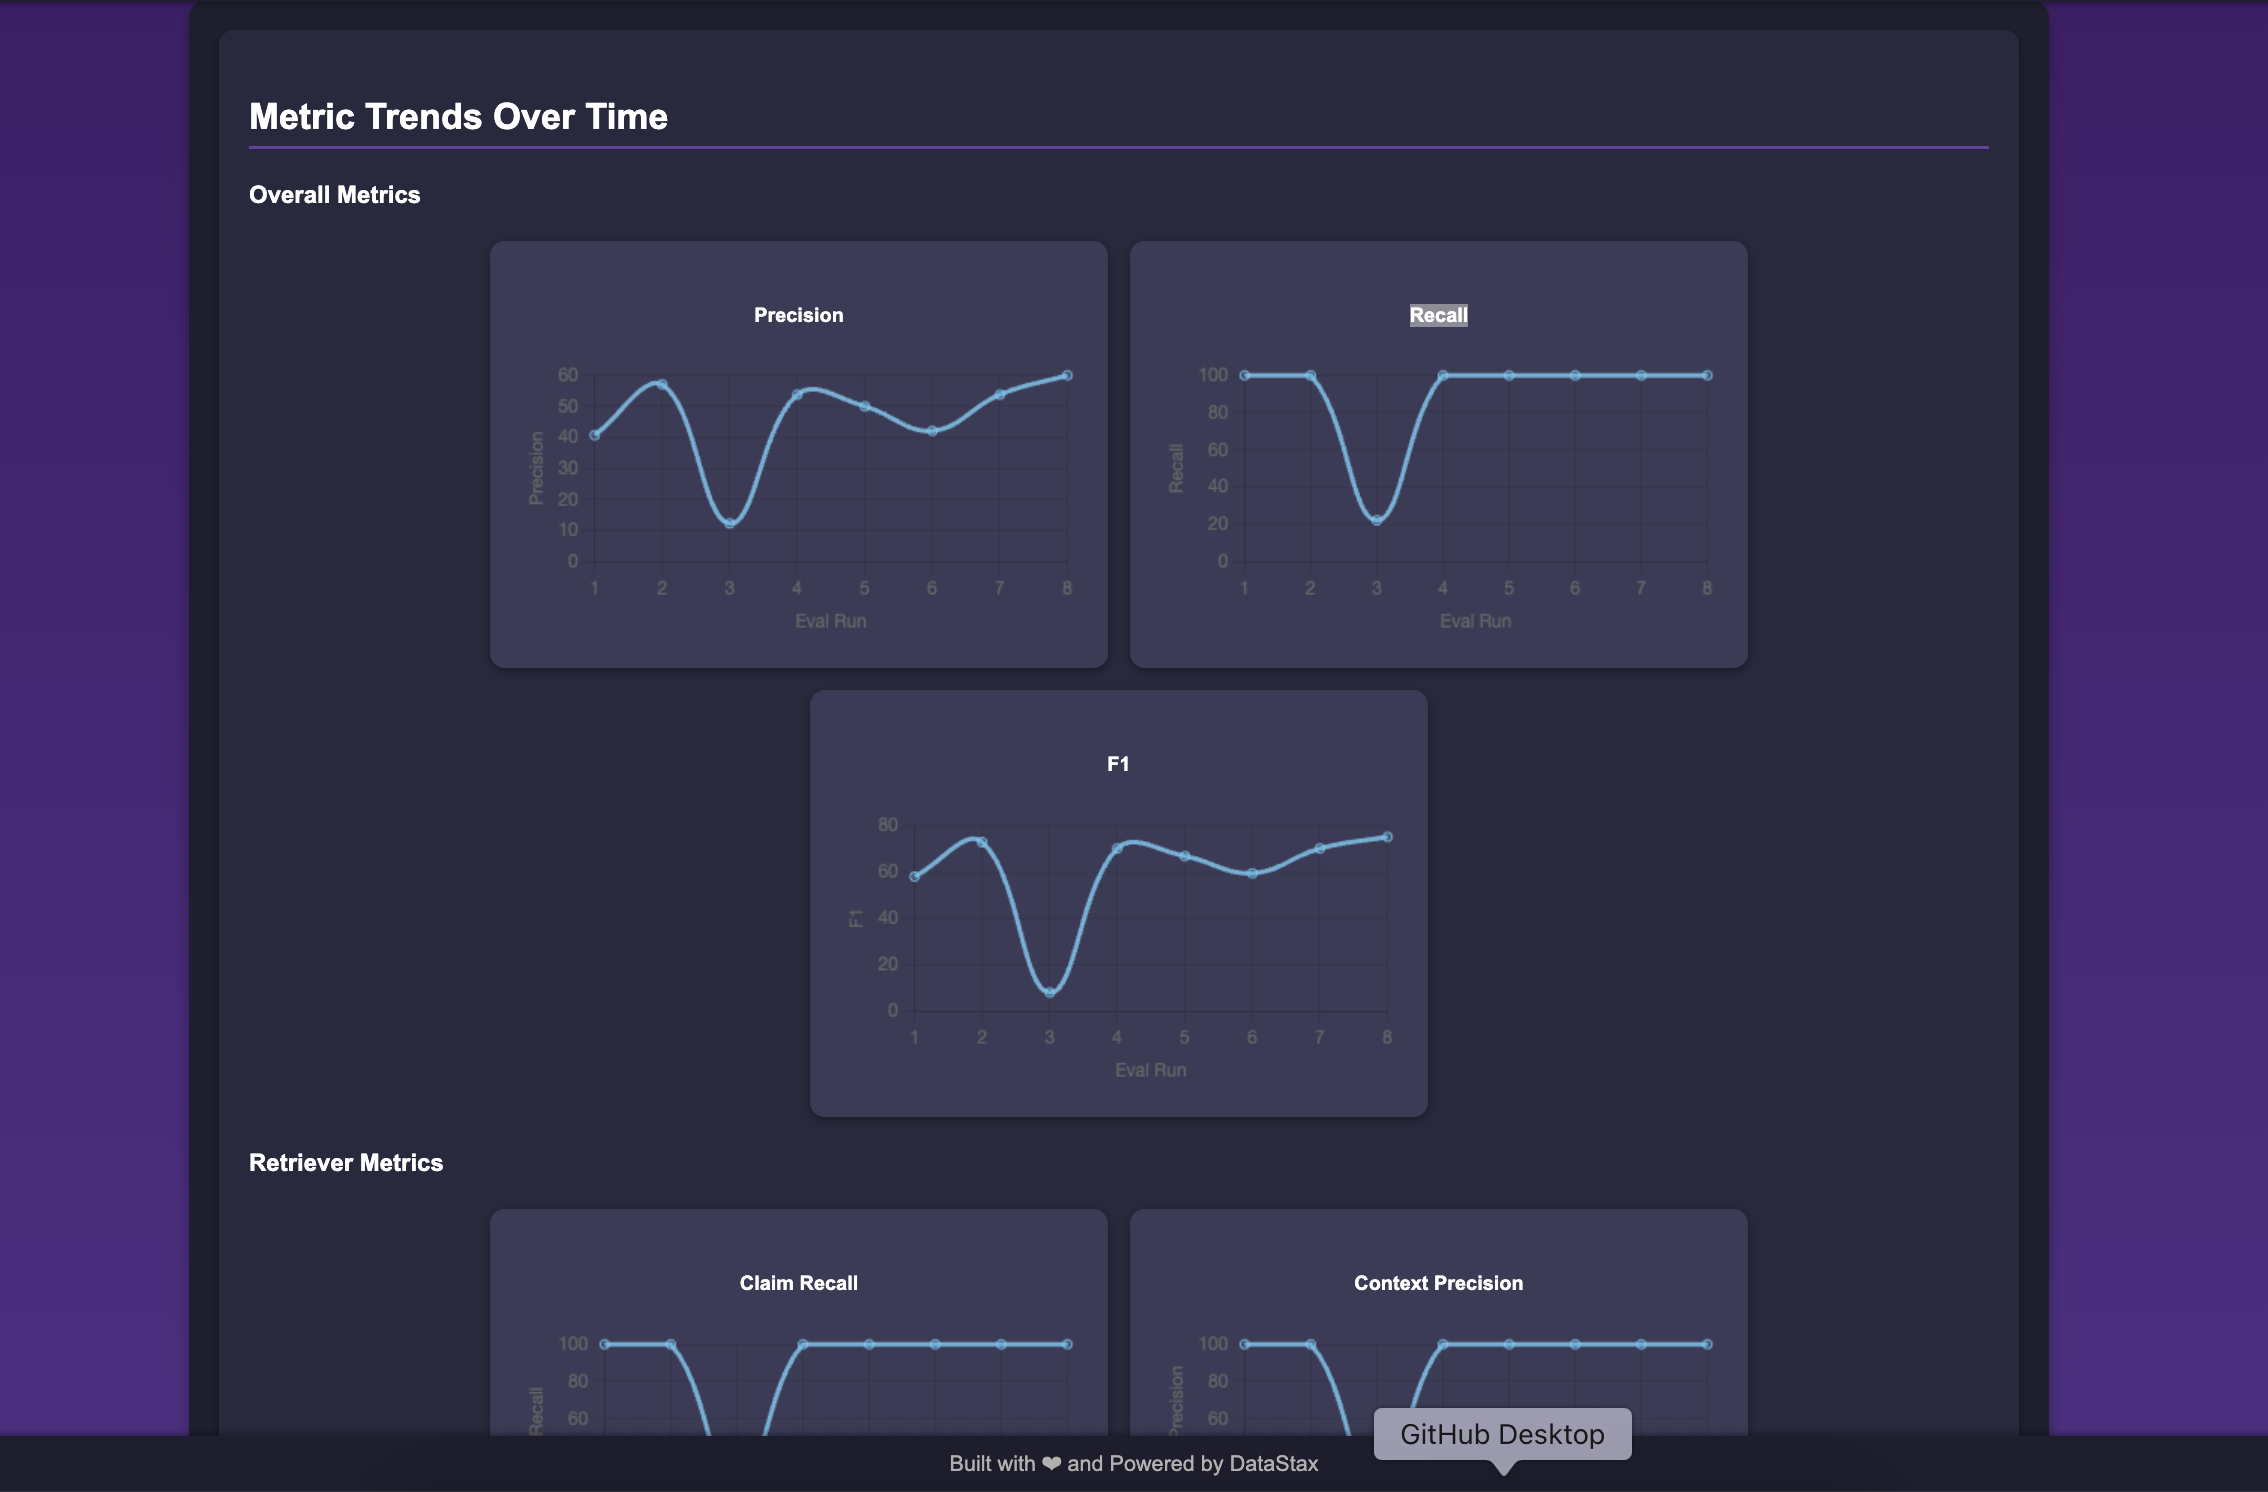 Metric Trends Over Time
Overall Metrics
Precision
60
50
40
30
20
10
0
Precision
1 2 3 4 5 6 7 8
Eval Run
Recall
100
80
60
40
20
0
Recall
1 2 3 4 5 6 7 8
Eval Run
F1
80
60
40
20
0
F1
1 2 3 4 5 6 7 8
Eval Run
Retriever Metrics
Claim Recall
100
80
60
Recall
Context Precision
100
80
60
Precision
GitHub Desktop
Built with ❤ and Powered by DataStax